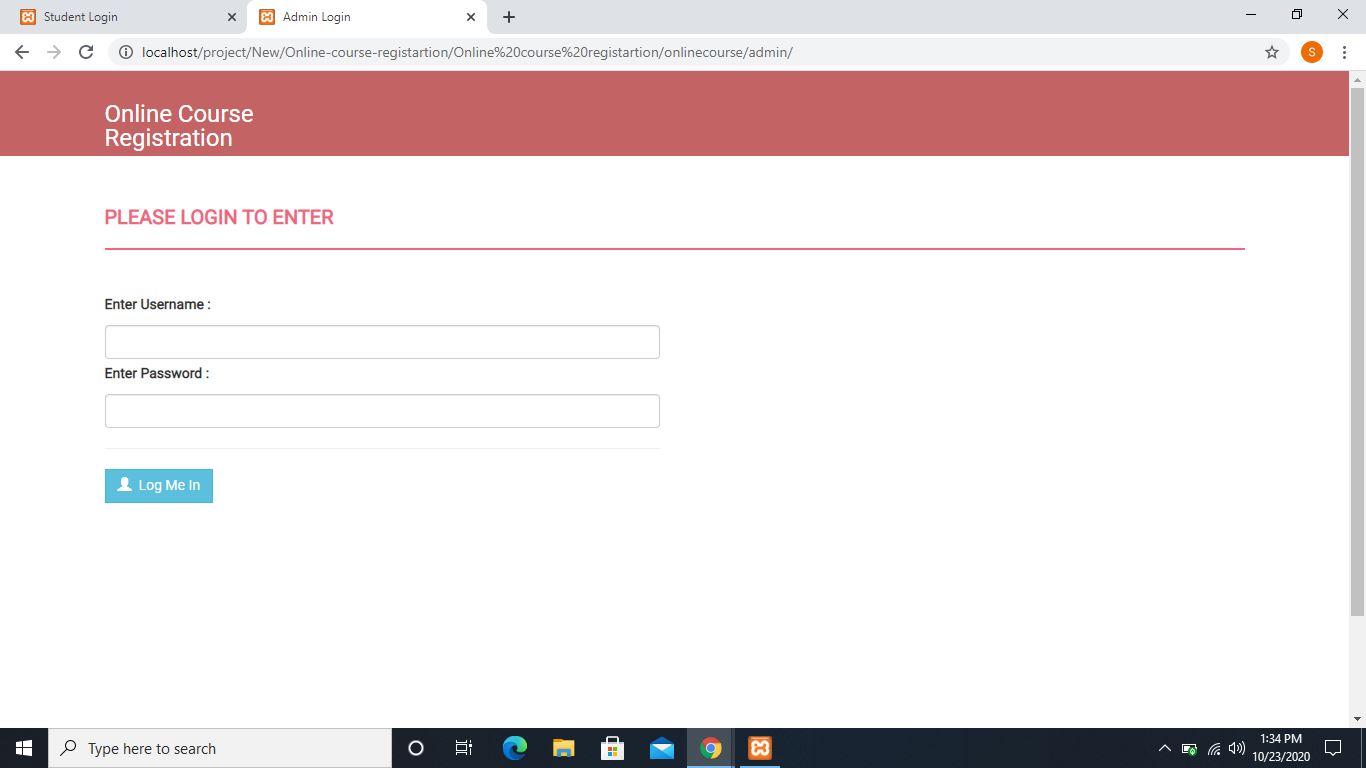 Student Login
Admin Login
localhost/project/New/Online-course-registartion/Online%20course%20registartion/onlinecourse/admin/
S
Online Course
Registration
PLEASE LOGIN TO ENTER
Enter Username :
Enter Password :
Log Me In
Type here to search
1:34 PM
10/23/2020